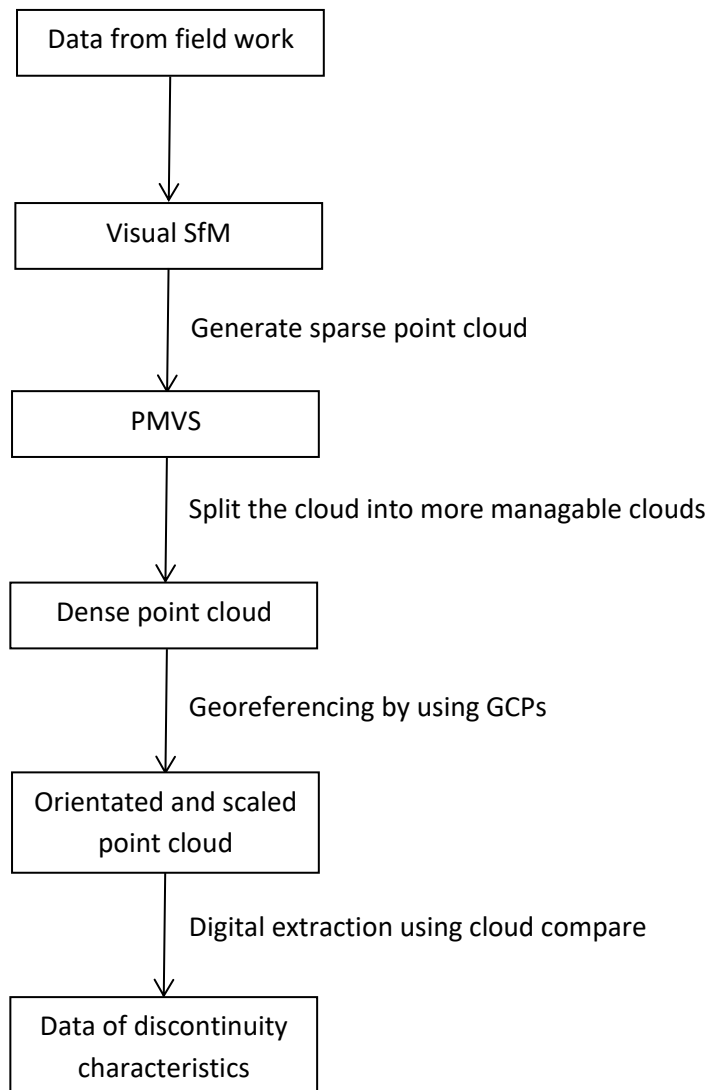 Data from field work
Visual SfM
Generate sparse point cloud
PMVS
Split the cloud into more managable clouds
Dense point cloud
Georeferencing by using GCPs
Orientated and scaled
point cloud
Digital extraction using cloud compare
Data of discontinuity
characteristics